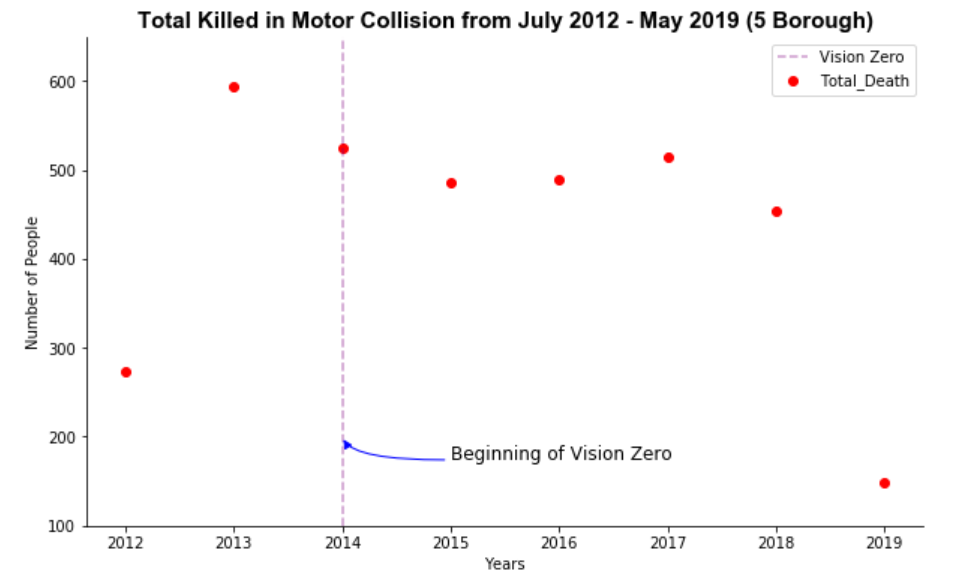 Total Killed in Motor Collision from July 2012 - May 2019 (5 Borough)
Vision Zero
Total_Death
Number of People
600
500
400
300
200
100
Beginning of Vision Zero
2012 2013 2014 2015 2016 2017 2018 2019
Years